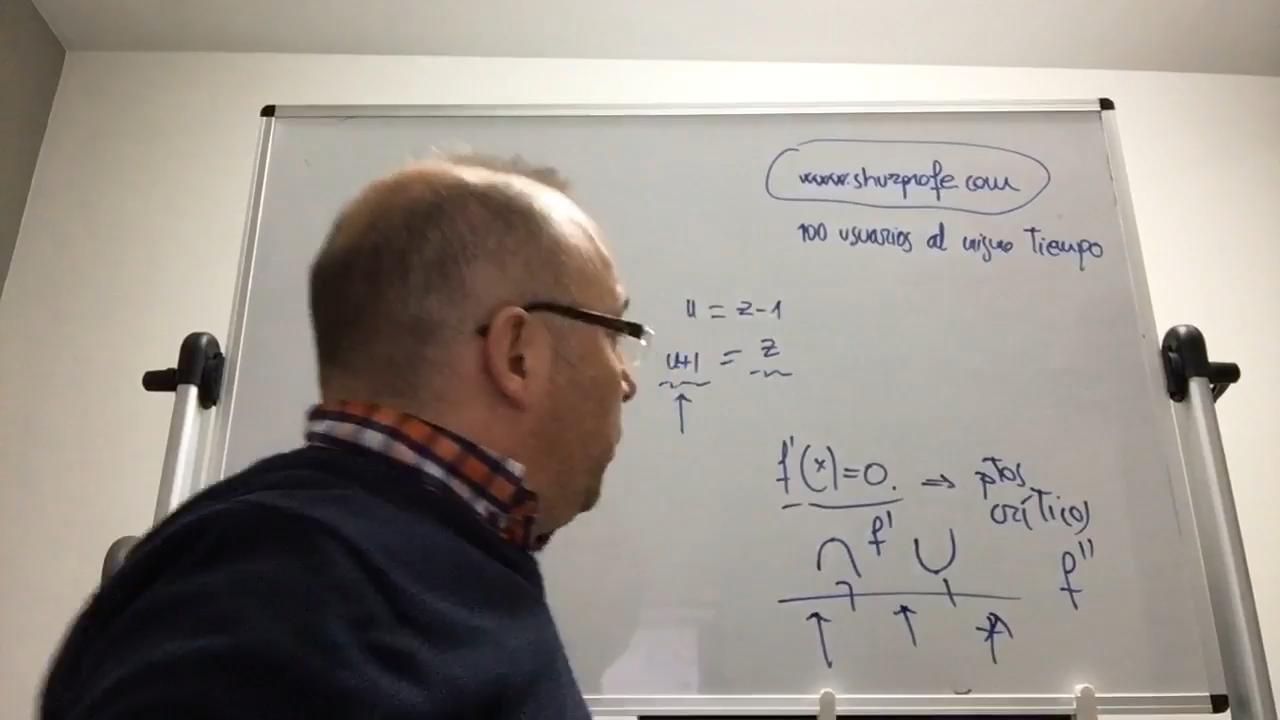 www.shurprofe.com
100 usuarios al mismo Tiempo
u = z-1
u+1 = z
f'(x)=0. ⇒ ptos
críticos
∩ f' ∪
f''